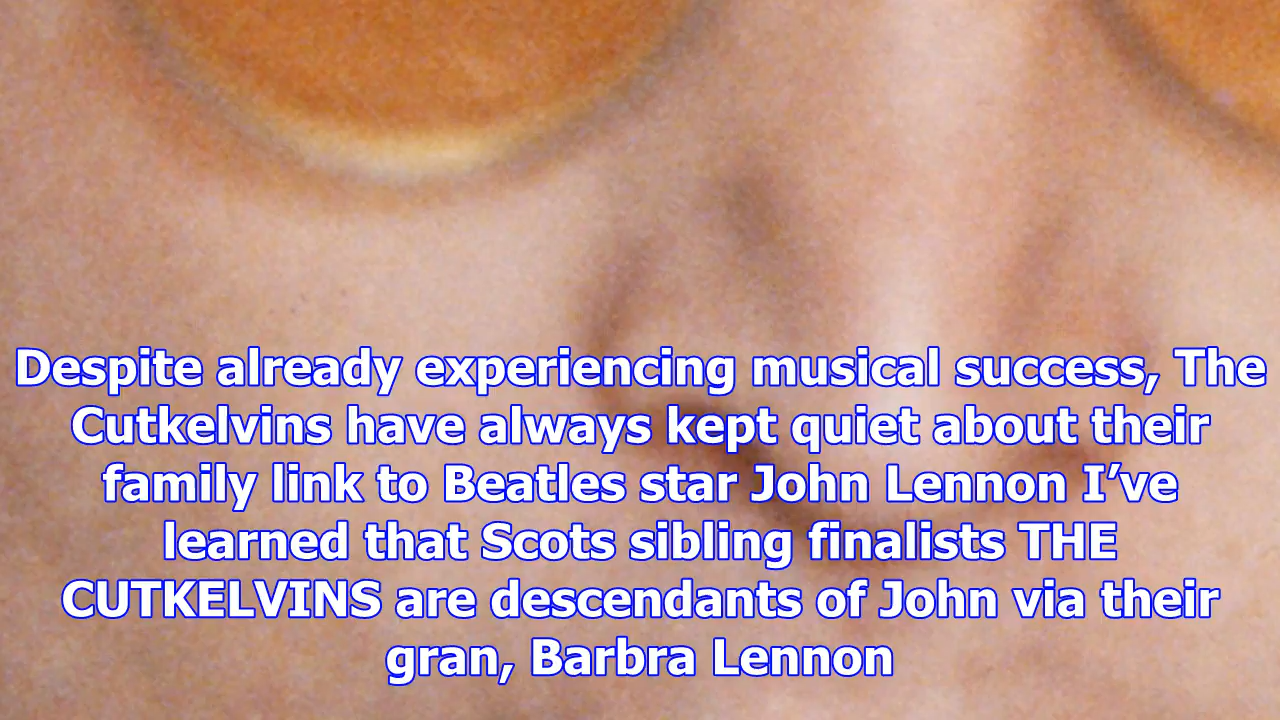 Despite already experiencing musical success, The
Cutkelvins have always kept quiet about their
family link to Beatles star John Lennon I’ve
learned that Scots sibling finalists THE
CUTKELVINS are descendants of John via their
gran, Barbra Lennon